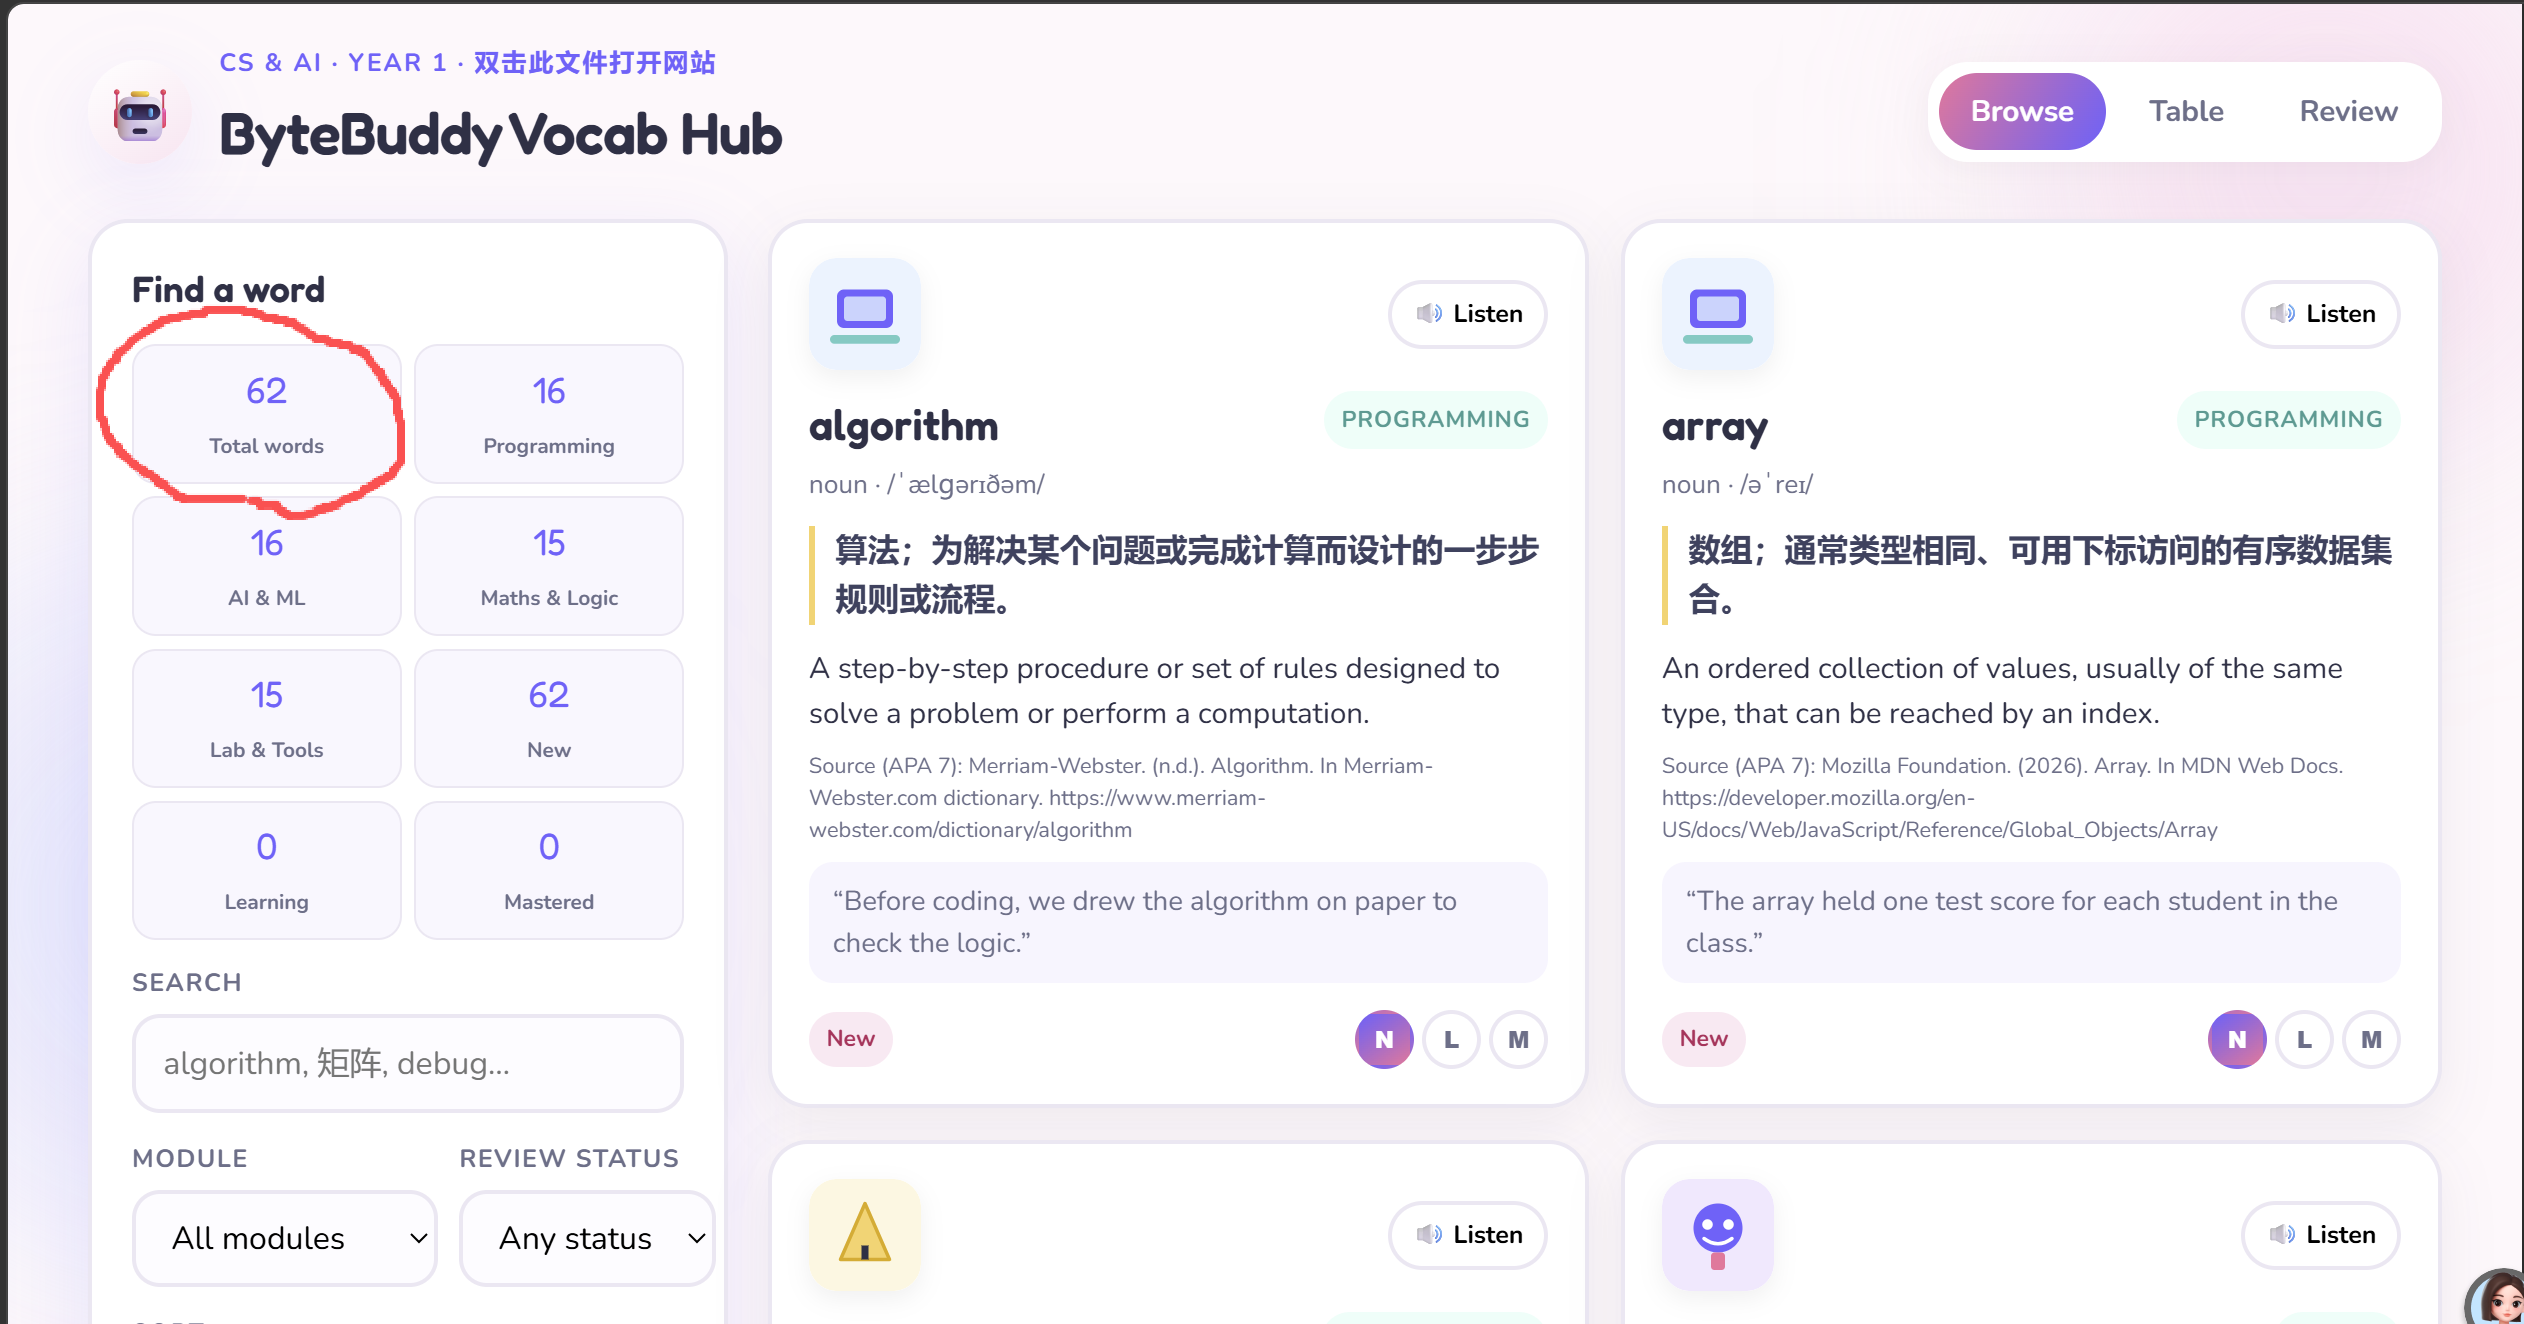 CS & AI · YEAR 1 · 双击此文件打开网站
ByteBuddy Vocab Hub
Browse
Table
Review
Find a word
62
Total words
16
Programming
16
AI & ML
15
Maths & Logic
15
Lab & Tools
62
New
0
Learning
0
Mastered
SEARCH
algorithm, 矩阵, debug...
MODULE
REVIEW STATUS
All modules
Any status
Listen
algorithm
PROGRAMMING
noun · /ˈælɡərɪðəm/
算法；为解决某个问题或完成计算而设计的一步步
规则或流程。
A step-by-step procedure or set of rules designed to
solve a problem or perform a computation.
Source (APA 7): Merriam-Webster. (n.d.). Algorithm. In Merriam-
Webster.com dictionary. https://www.merriam-
webster.com/dictionary/algorithm
“Before coding, we drew the algorithm on paper to
check the logic.”
New
N
L
M
Listen
array
PROGRAMMING
noun · /əˈreɪ/
数组；通常类型相同、可用下标访问的有序数据集
合。
An ordered collection of values, usually of the same
type, that can be reached by an index.
Source (APA 7): Mozilla Foundation. (2026). Array. In MDN Web Docs.
https://developer.mozilla.org/en-
US/docs/Web/JavaScript/Reference/Global_Objects/Array
“The array held one test score for each student in the
class.”
New
N
L
M
Listen
Listen